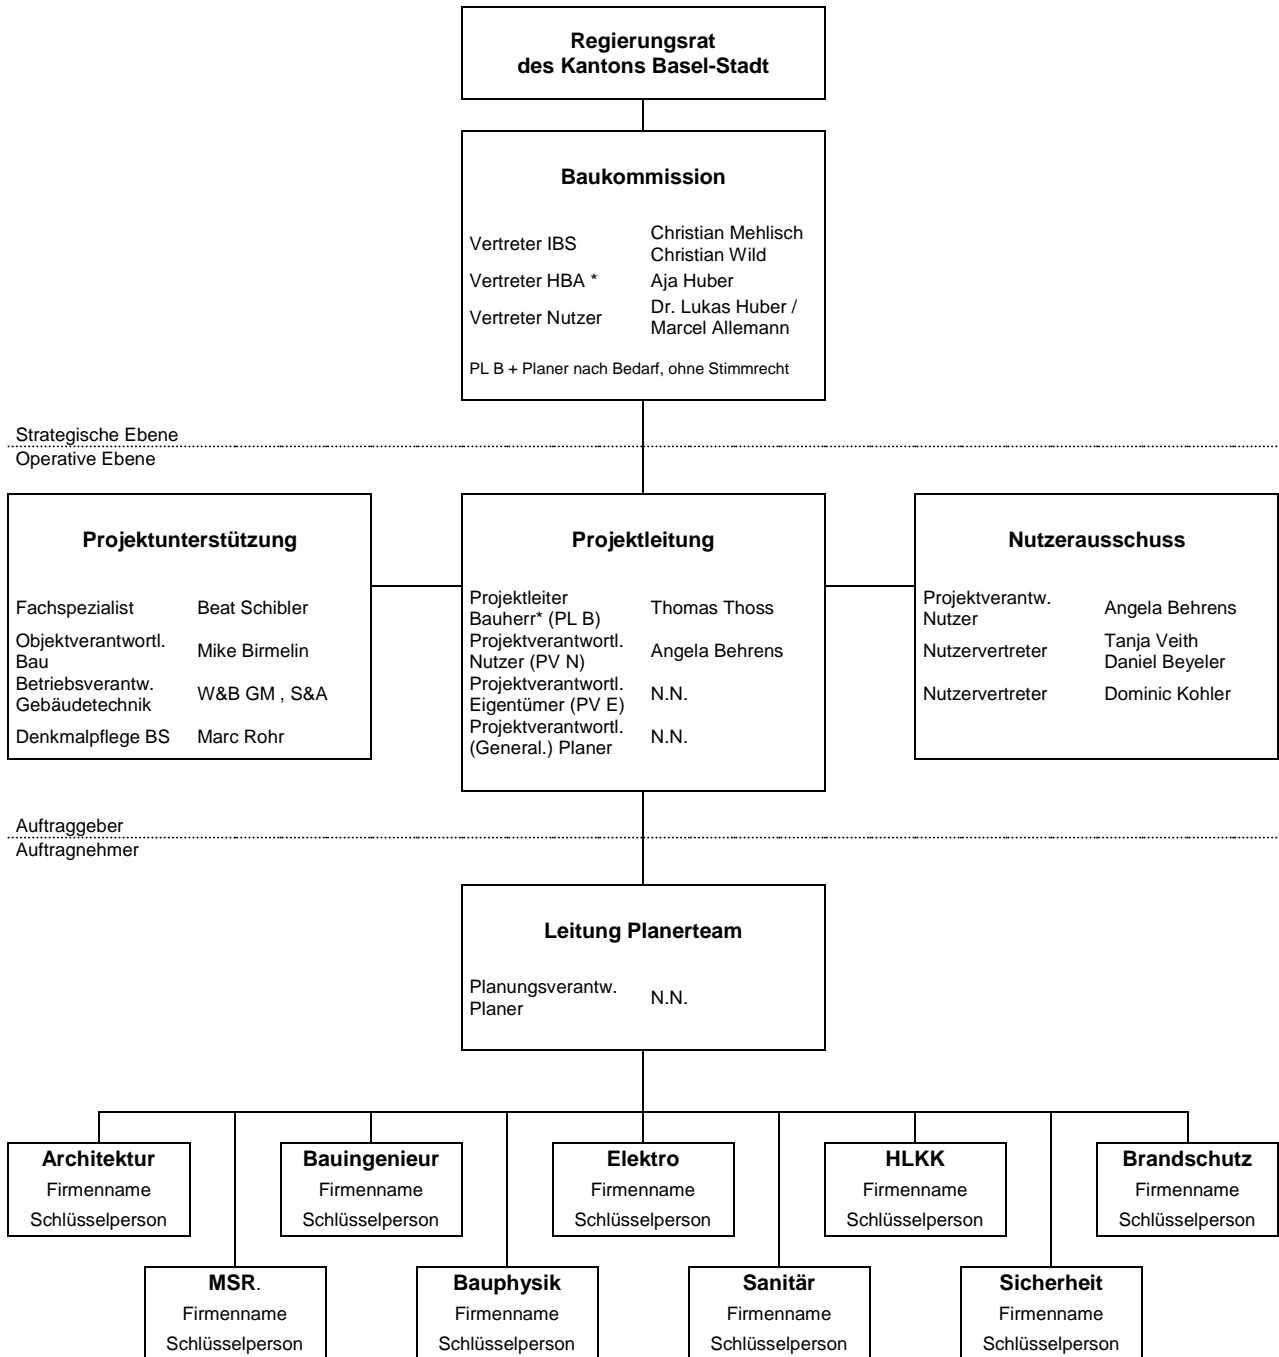 Regierungsrat
des Kantons Basel-Stadt
Baukommission
Vertreter IBS
Christian Mehlisch
Christian Wild
Vertreter HBA *
Aja Huber
Vertreter Nutzer
Dr. Lukas Huber /
Marcel Allemann
PL B + Planer nach Bedarf, ohne Stimmrecht
Strategische Ebene
Operative Ebene
Projektunterstützung
Fachspezialist
Beat Schibler
Objektverantwortl.
Bau
Mike Birmelin
Betriebsverantw.
Gebäudetechnik
W&B GM , S&A
Denkmalpflege BS
Marc Rohr
Projektleitung
Projektleiter
Bauherr* (PL B)
Thomas Thoss
Projektverantwortl.
Nutzer (PV N)
Angela Behrens
Projektverantwortl.
Eigentümer (PV E)
N.N.
Projektverantwortl.
(General.) Planer
N.N.
Nutzerausschuss
Projektverantw.
Nutzer
Angela Behrens
Nutzervertreter
Tanja Veith
Daniel Beyeler
Nutzervertreter
Dominic Kohler
Auftraggeber
Auftragnehmer
Leitung Planerteam
Planungsverantw.
Planer
N.N.
Architektur
Firmenname
Schlüsselperson
Bauingenieur
Firmenname
Schlüsselperson
Elektro
Firmenname
Schlüsselperson
HLKK
Firmenname
Schlüsselperson
Brandschutz
Firmenname
Schlüsselperson
MSR.
Firmenname
Schlüsselperson
Bauphysik
Firmenname
Schlüsselperson
Sanitär
Firmenname
Schlüsselperson
Sicherheit
Firmenname
Schlüsselperson